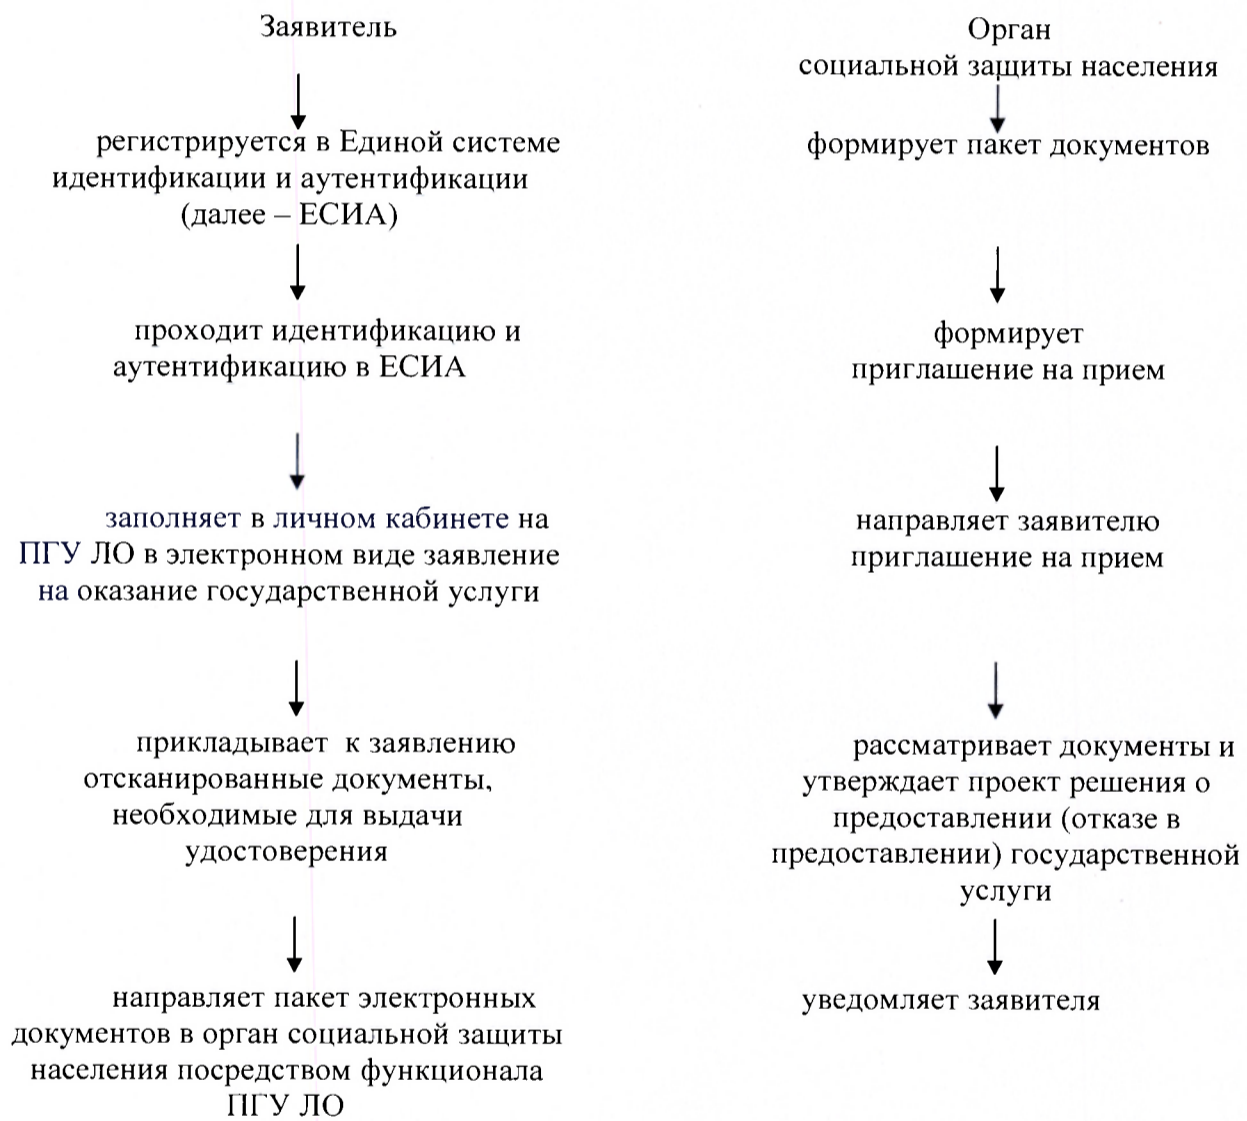 Заявитель
регистрируется в Единой системе
идентификации и аутентификации
(далее – ЕСИА)
проходит идентификацию и
аутентификацию в ЕСИА
заполняет в личном кабинете на
ПГУ ЛО в электронном виде заявление
на оказание государственной услуги
прикладывает к заявлению
отсканированные документы,
необходимые для выдачи
удостоверения
направляет пакет электронных
документов в орган социальной защиты
населения посредством функционала
ПГУ ЛО
Орган
социальной защиты населения
формирует пакет документов
формирует
приглашение на прием
направляет заявителю
приглашение на прием
рассматривает документы и
утверждает проект решения о
предоставлении (отказе в
предоставлении) государственной
услуги
уведомляет заявителя